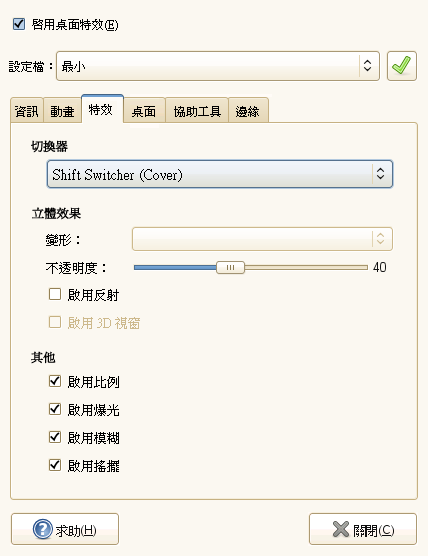 啓用桌面特效(E)
設定檔：最小
資訊 動畫 特效 桌面 協助工具 邊緣
切換器
Shift Switcher (Cover)
立體效果
變形：
不透明度： 40
啟用反射
啟用 3D 視窗
其他
啟用比例
啟用爆光
啟用模糊
啟用搖擺
求助(H) 關閉(C)